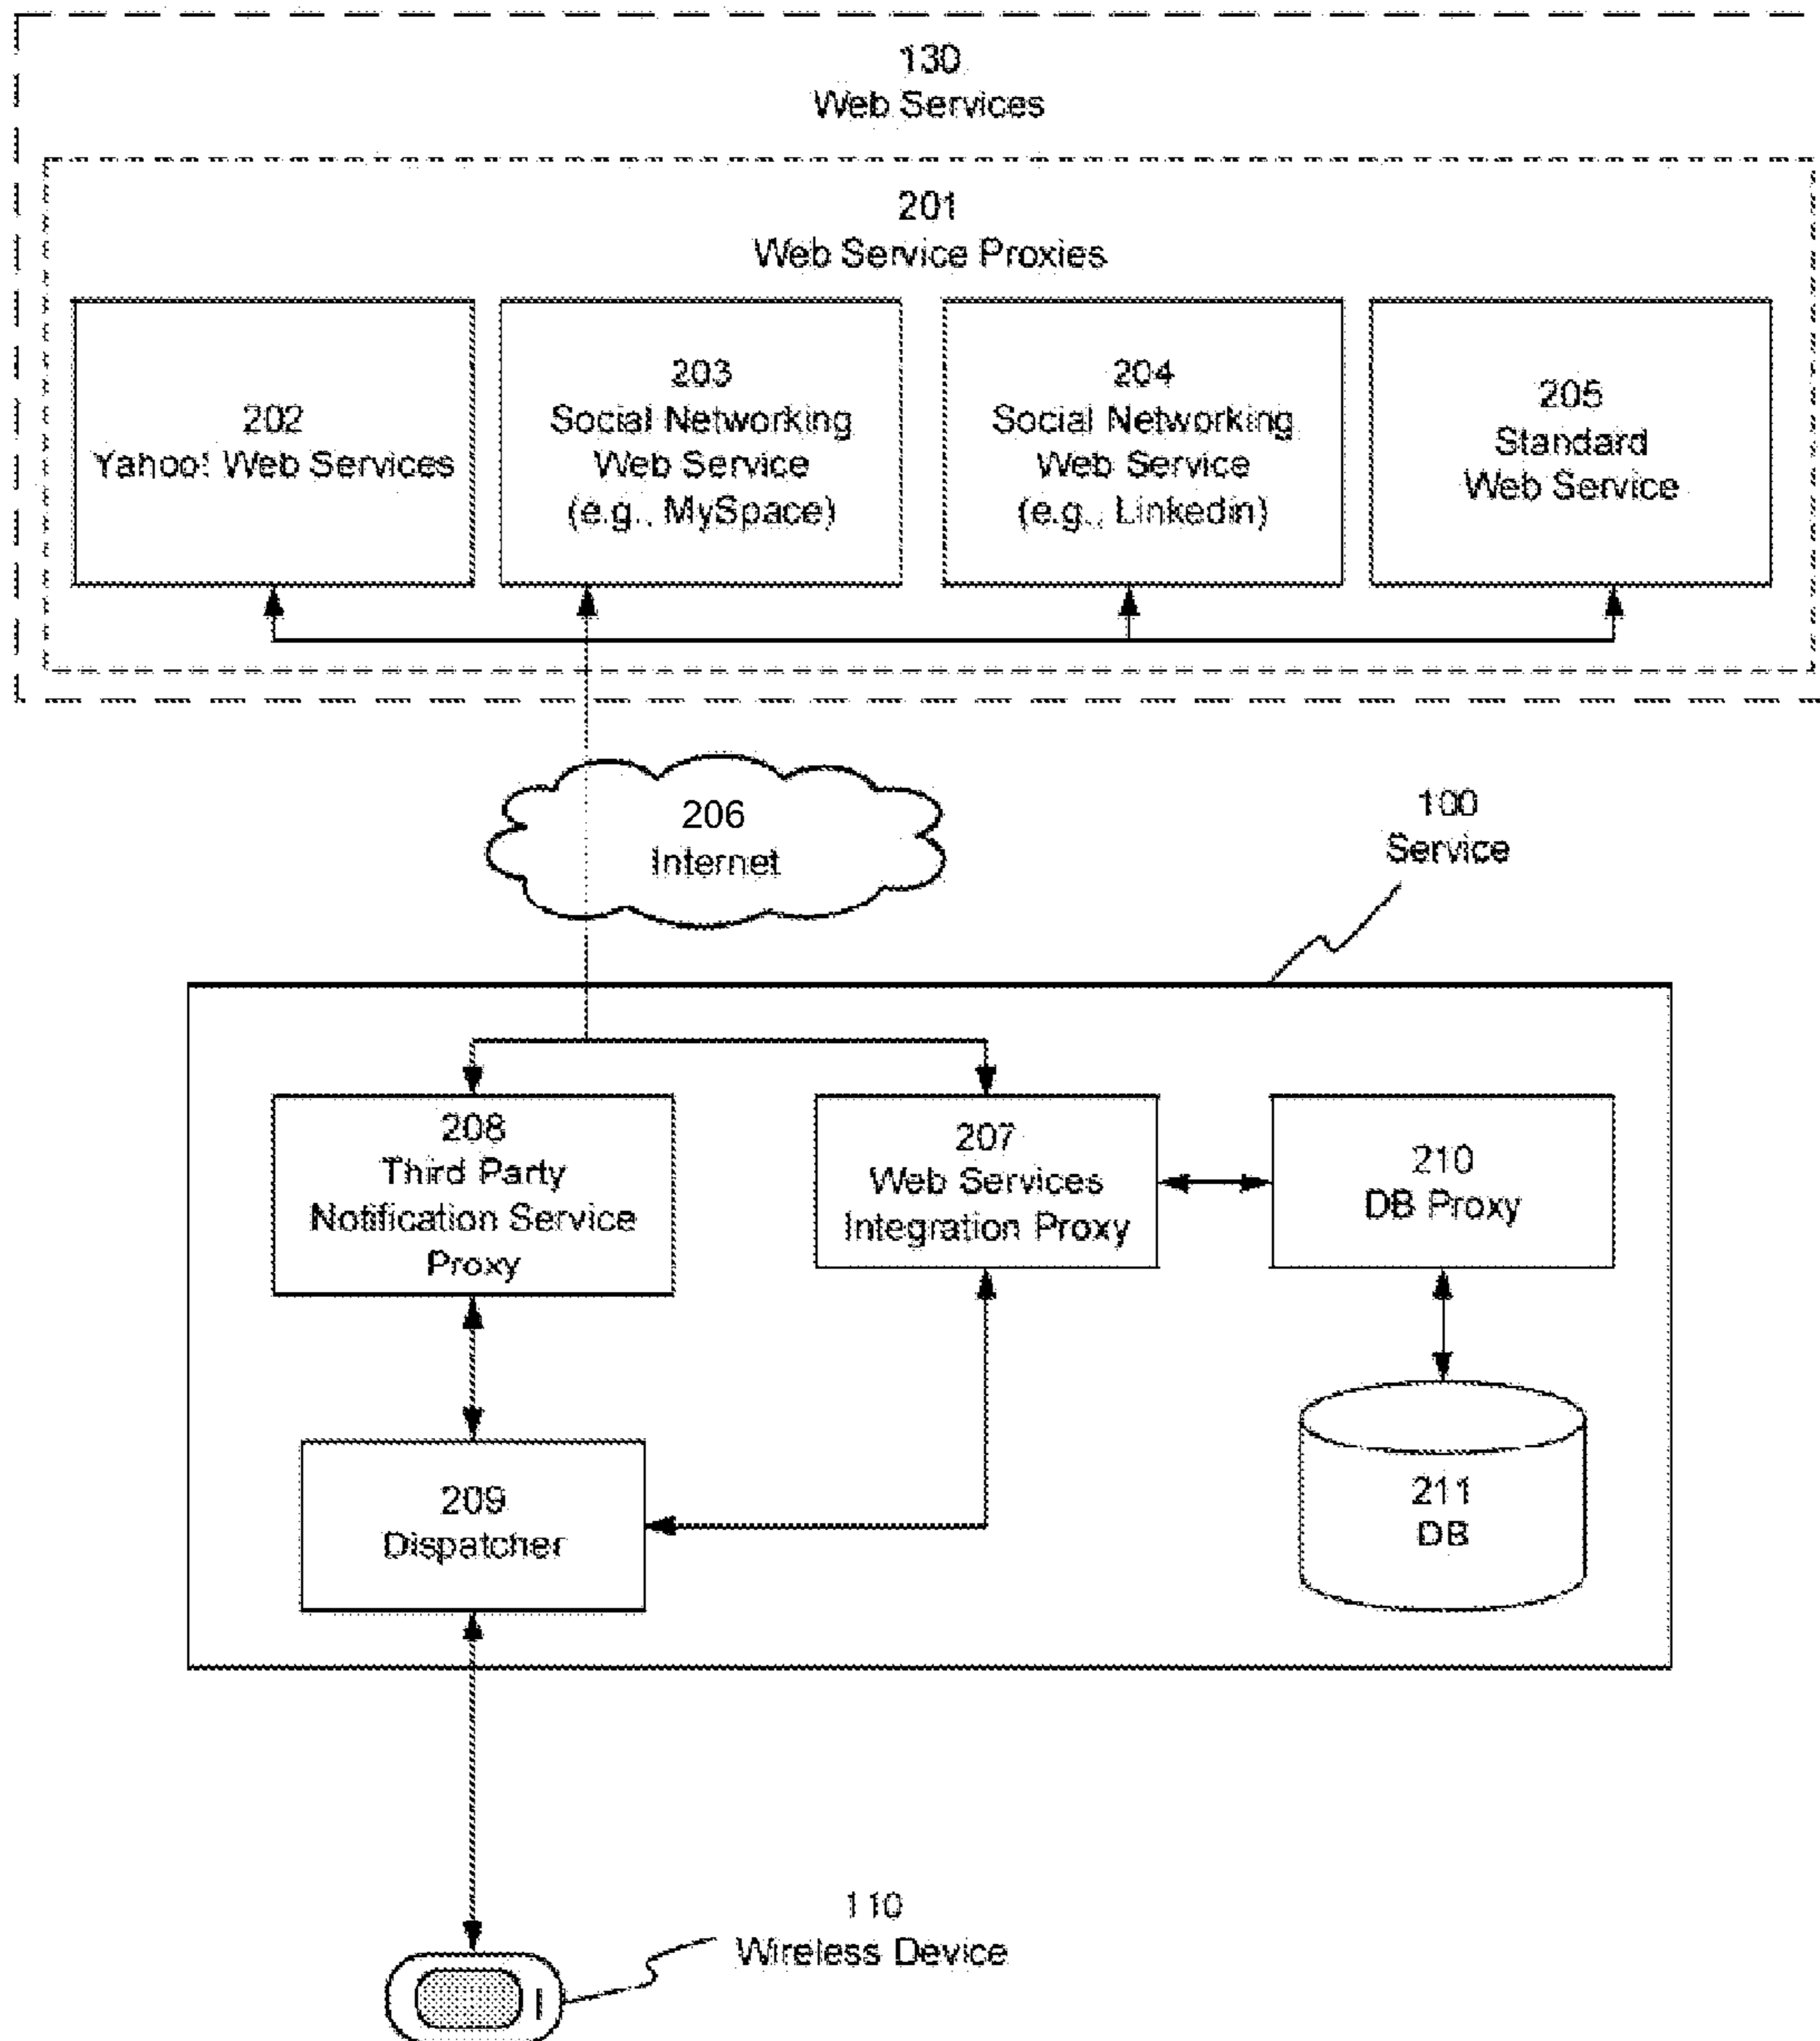 130
Web Services
201
Web Service Proxies
202
Yahoo! Web Services
203
Social Networking
Web Service
(e.g., MySpace)
204
Social Networking
Web Service
(e.g., Linkedin)
205
Standard
Web Service
206
Internet
100
Service
208
Third Party
Notification Service
Proxy
207
Web Services
Integration Proxy
210
DB Proxy
209
Dispatcher
211
DB
110
Wireless Device